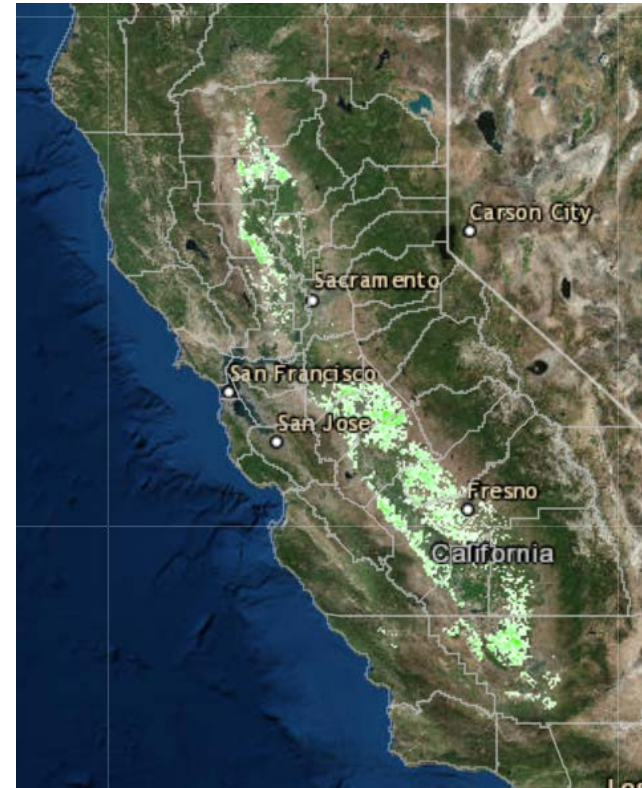 Carson City
Sacramento
San Francisco
San Jose
Fresno
California